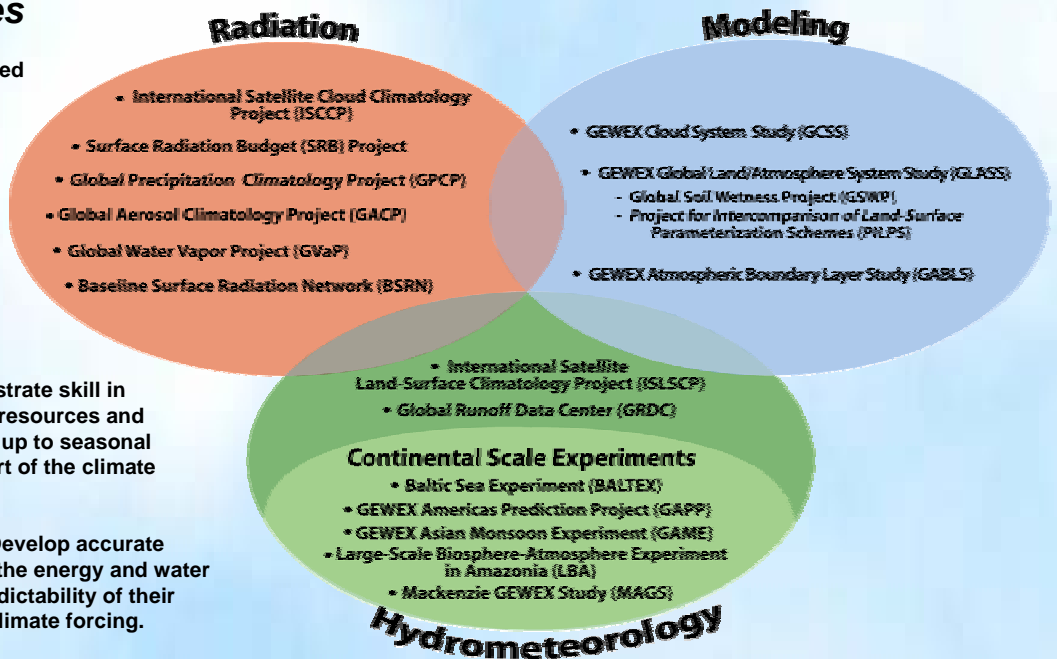 es
ed
strate skill in
resources and
up to seasonal
rt of the climate
Develop accurate
the energy and water
dictability of their
limate forcing.
Radiation
• International Satellite Cloud Climatology
Project (ISCCP)
• Surface Radiation Budget (SRB) Project
• Global Precipitation Climatology Project (GPCP)
• Global Aerosol Climatology Project (GACP)
• Global Water Vapor Project (GVaP)
• Baseline Surface Radiation Network (BSRN)
Modeling
• GEWEX Cloud System Study (GCSS)
• GEWEX Global Land/Atmosphere System Study (GLASS)
- Global Soil Wetness Project (GSWP)
- Project for Intercomparison of Land-Surface
Parameterization Schemes (PILPS)
• GEWEX Atmospheric Boundary Layer Study (GABLS)
• International Satellite
Land-Surface Climatology Project (ISLSCP)
• Global Runoff Data Center (GRDC)
Continental Scale Experiments
• Baltic Sea Experiment (BALTEX)
• GEWEX Americas Prediction Project (GAPP)
• GEWEX Asian Monsoon Experiment (GAME)
• Large-Scale Biosphere-Atmosphere Experiment
in Amazonia (LBA)
• Mackenzie GEWEX Study (MAGS)
Hydrometeorology